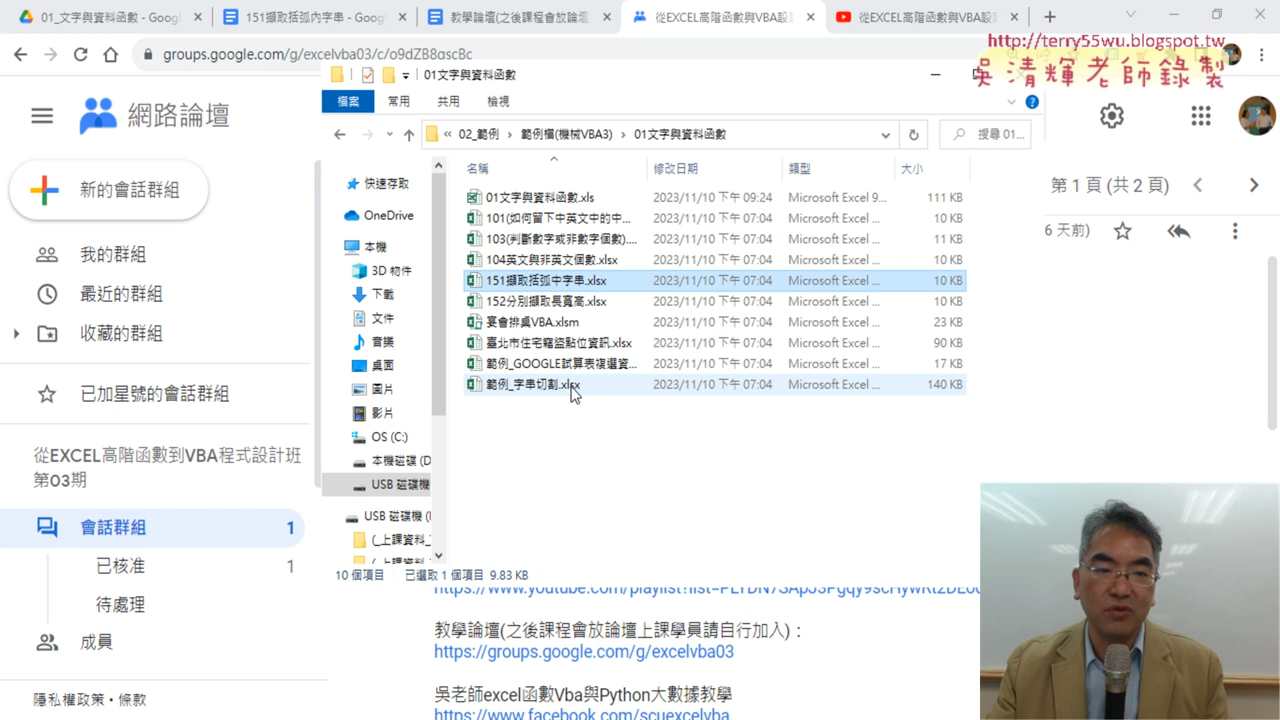 01_文字與資料函數 - Googl
151擷取括弧内字串 - Googl
教學論壇(之後課程會放論壇
從EXCEL高階函數與VBA設計
從EXCEL高階函數與VBA設
groups.google.com/g/excelvba03/c/o9dZB8gscBc
http://terry55wu.blogspot.tw
吳清輝老師錄製
01文字與資料函數
檔案
常用
共用
檢視
網路論壇
« 02_範例 › 範例檔(機械VBA3) › 01文字與資料函數
搜尋 01...
名稱
修改日期
類型
大小
01文字與資料函數.xls 2023/11/10 下午 09:24 Microsoft Excel 9... 111 KB
101(如何留下中英文中的中... 2023/11/10 下午 07:04 Microsoft Excel ... 10 KB
103(判斷數字或非數字個數).... 2023/11/10 下午 07:04 Microsoft Excel ... 11 KB
104英文與非英文個數.xlsx 2023/11/10 下午 07:04 Microsoft Excel ... 10 KB
151擷取括弧中字串.xlsx 2023/11/10 下午 07:04 Microsoft Excel ... 10 KB
152分別擷取長寬高.xlsx 2023/11/10 下午 07:04 Microsoft Excel ... 10 KB
宴會排桌VBA.xlsm 2023/11/10 下午 07:04 Microsoft Excel ... 23 KB
臺北市住宅竊盜點位資訊.xlsx 2023/11/10 下午 07:04 Microsoft Excel ... 90 KB
範例_GOOGLE試算表複選資... 2023/11/10 下午 07:04 Microsoft Excel ... 17 KB
範例_字串切割.xlsx 2023/11/10 下午 07:04 Microsoft Excel ... 140 KB
快速存取
OneDrive
本機
3D 物件
下載
文件
音樂
桌面
圖片
影片
OS (C:)
本機磁碟 (D
USB 磁碟機
USB 磁碟機 (
(_上課資料_
10 個項目
已選取 1 個項目 9.83 KB
新的會話群組
我的群組
最近的群組
收藏的群組
已加星號的會話群組
從EXCEL高階函數到VBA程式設計班
第03期
會話群組 1
已核准 1
待處理
成員
隱私權政策 • 條款
第 1 頁 (共 2 頁)
6 天前)
教學論壇(之後課程會放論壇上課學員請自行加入)：
https://groups.google.com/g/excelvba03
吳老師excel函數Vba與Python大數據教學
https://www.facebook.com/scuexcelvba